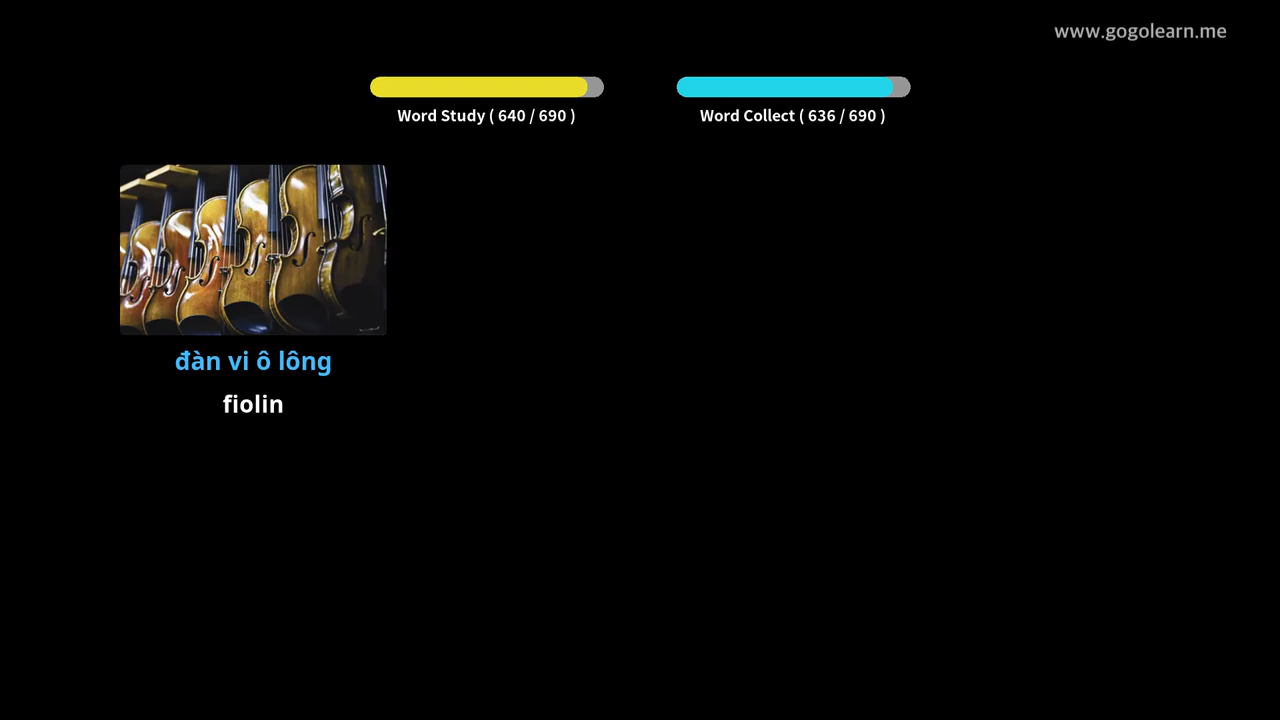 www.gogolearn.me
Word Study ( 640 / 690 )
Word Collect ( 636 / 690 )
đàn vi ô lông
fiolin